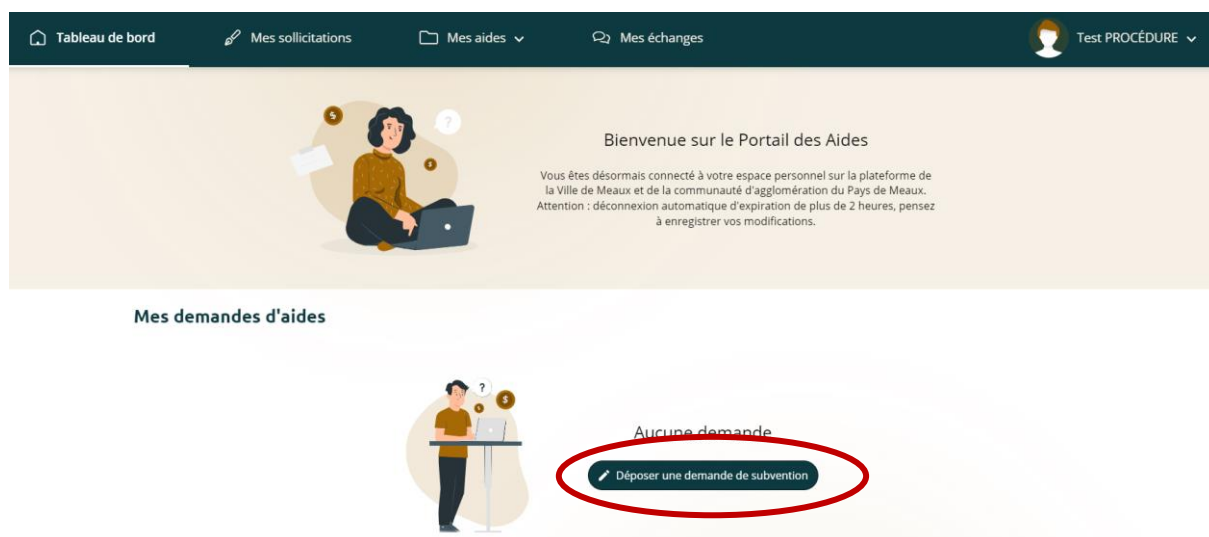 Tableau de bord
Mes sollicitations
Mes aides
Mes échanges
Test PROCÉDURE
Bienvenue sur le Portail des Aides
Vous êtes désormais connecté à votre espace personnel sur la plateforme de
la Ville de Meaux et de la communauté d'agglomération du Pays de Meaux.
Attention : déconnexion automatique d'expiration de plus de 2 heures, pensez
à enregistrer vos modifications.
Mes demandes d'aides
Aucune demande
Déposer une demande de subvention